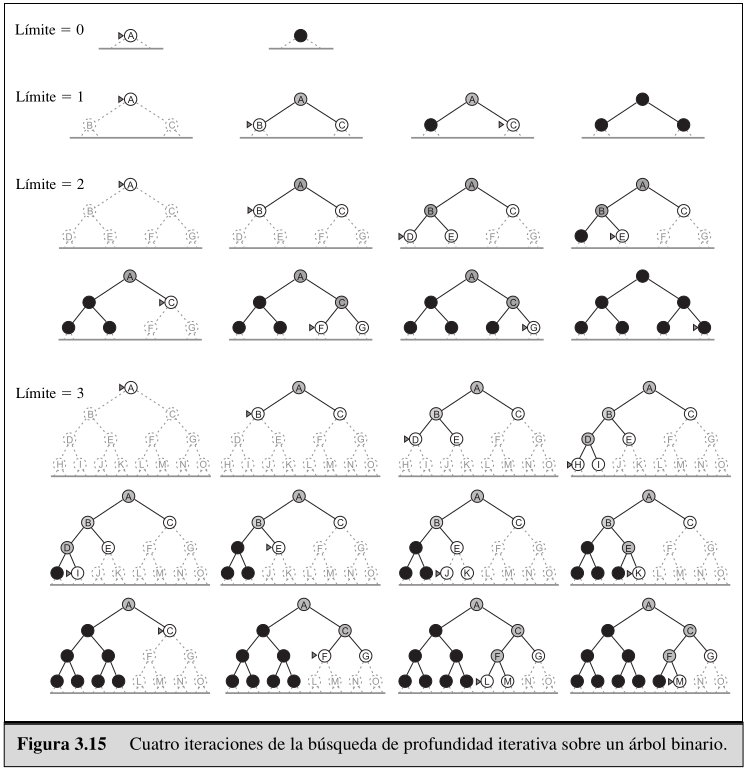 Límite = 0 A
Límite = 1 A A A
B C B C C
Límite = 2 A A A A
B C B C B C B C
D E F G D E F G D E F G E F G
A A A
C C C
F G F G G
Límite = 3 A A A A
B C B C B C B C
D E F G D E F G D E F G D E F G
H I J K L M N O H I J K L M N O H I J K L M N O H I J K L M N O
A A A A
B C B C B C B C
D E F G E F G E F G E F G
I J K L M N O J K L M N O J K L M N O K L M N O
A A A A
C C C C
F G F G F G F G
L M N O L M N O L M N O M N O
Figura 3.15 Cuatro iteraciones de la búsqueda de profundidad iterativa sobre un árbol binario.